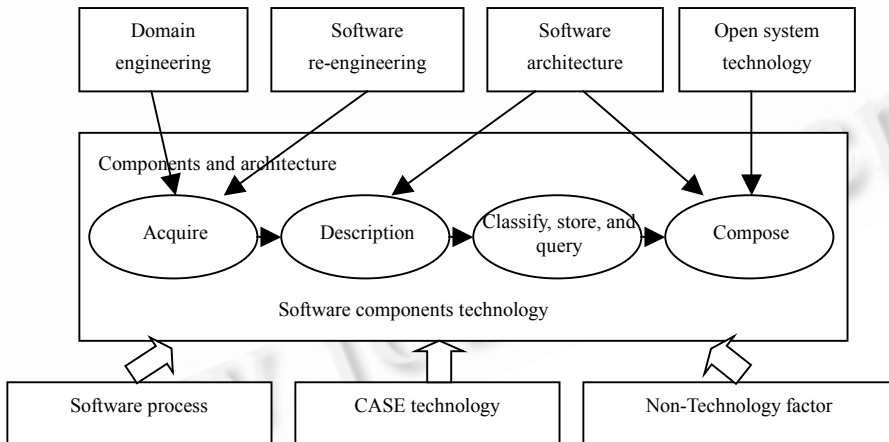 Domain
engineering
Software
re-engineering
Software
architecture
Open system
technology
Components and architecture
Acquire
Description
Classify, store, and
query
Compose
Software components technology
Software process
CASE technology
Non-Technology factor